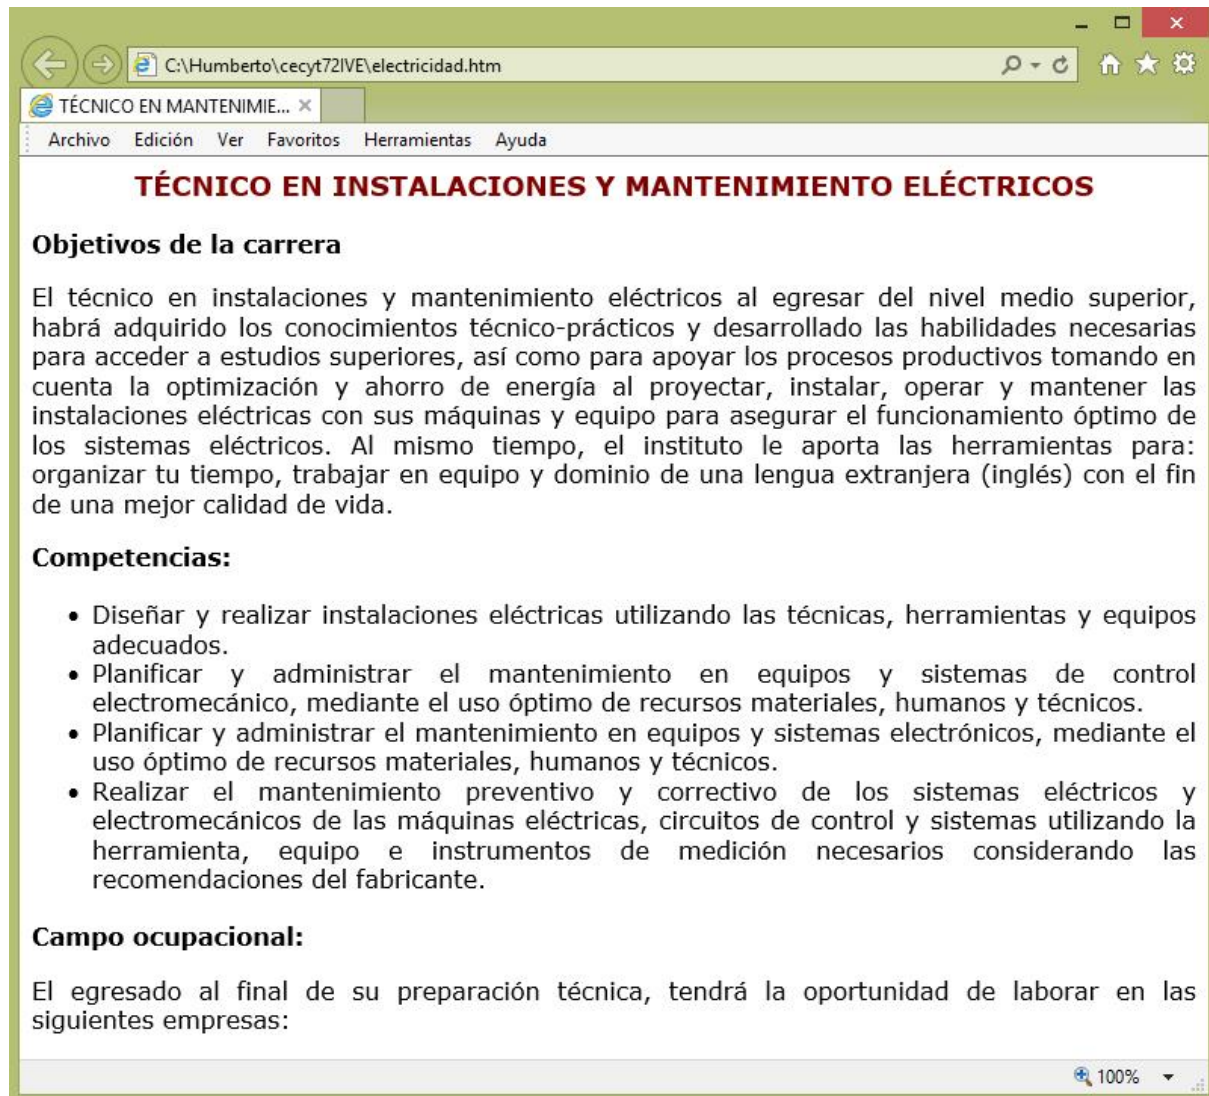 C:\Humberto\cecyt72IVE\electricidad.htm
TÉCNICO EN MANTENIMIE...
Archivo Edición Ver Favoritos Herramientas Ayuda
TÉCNICO EN INSTALACIONES Y MANTENIMIENTO ELÉCTRICOS
Objetivos de la carrera
El técnico en instalaciones y mantenimiento eléctricos al egresar del nivel medio superior,
habrá adquirido los conocimientos técnico-prácticos y desarrollado las habilidades necesarias
para acceder a estudios superiores, así como para apoyar los procesos productivos tomando en
cuenta la optimización y ahorro de energía al proyectar, instalar, operar y mantener las
instalaciones eléctricas con sus máquinas y equipo para asegurar el funcionamiento óptimo de
los sistemas eléctricos. Al mismo tiempo, el instituto le aporta las herramientas para:
organizar tu tiempo, trabajar en equipo y dominio de una lengua extranjera (inglés) con el fin
de una mejor calidad de vida.
Competencias:
• Diseñar y realizar instalaciones eléctricas utilizando las técnicas, herramientas y equipos
adecuados.
• Planificar y administrar el mantenimiento en equipos y sistemas de control
electromecánico, mediante el uso óptimo de recursos materiales, humanos y técnicos.
• Planificar y administrar el mantenimiento en equipos y sistemas electrónicos, mediante el
uso óptimo de recursos materiales, humanos y técnicos.
• Realizar el mantenimiento preventivo y correctivo de los sistemas eléctricos y
electromecánicos de las máquinas eléctricas, circuitos de control y sistemas utilizando la
herramienta, equipo e instrumentos de medición necesarios considerando las
recomendaciones del fabricante.
Campo ocupacional:
El egresado al final de su preparación técnica, tendrá la oportunidad de laborar en las
siguientes empresas:
100%